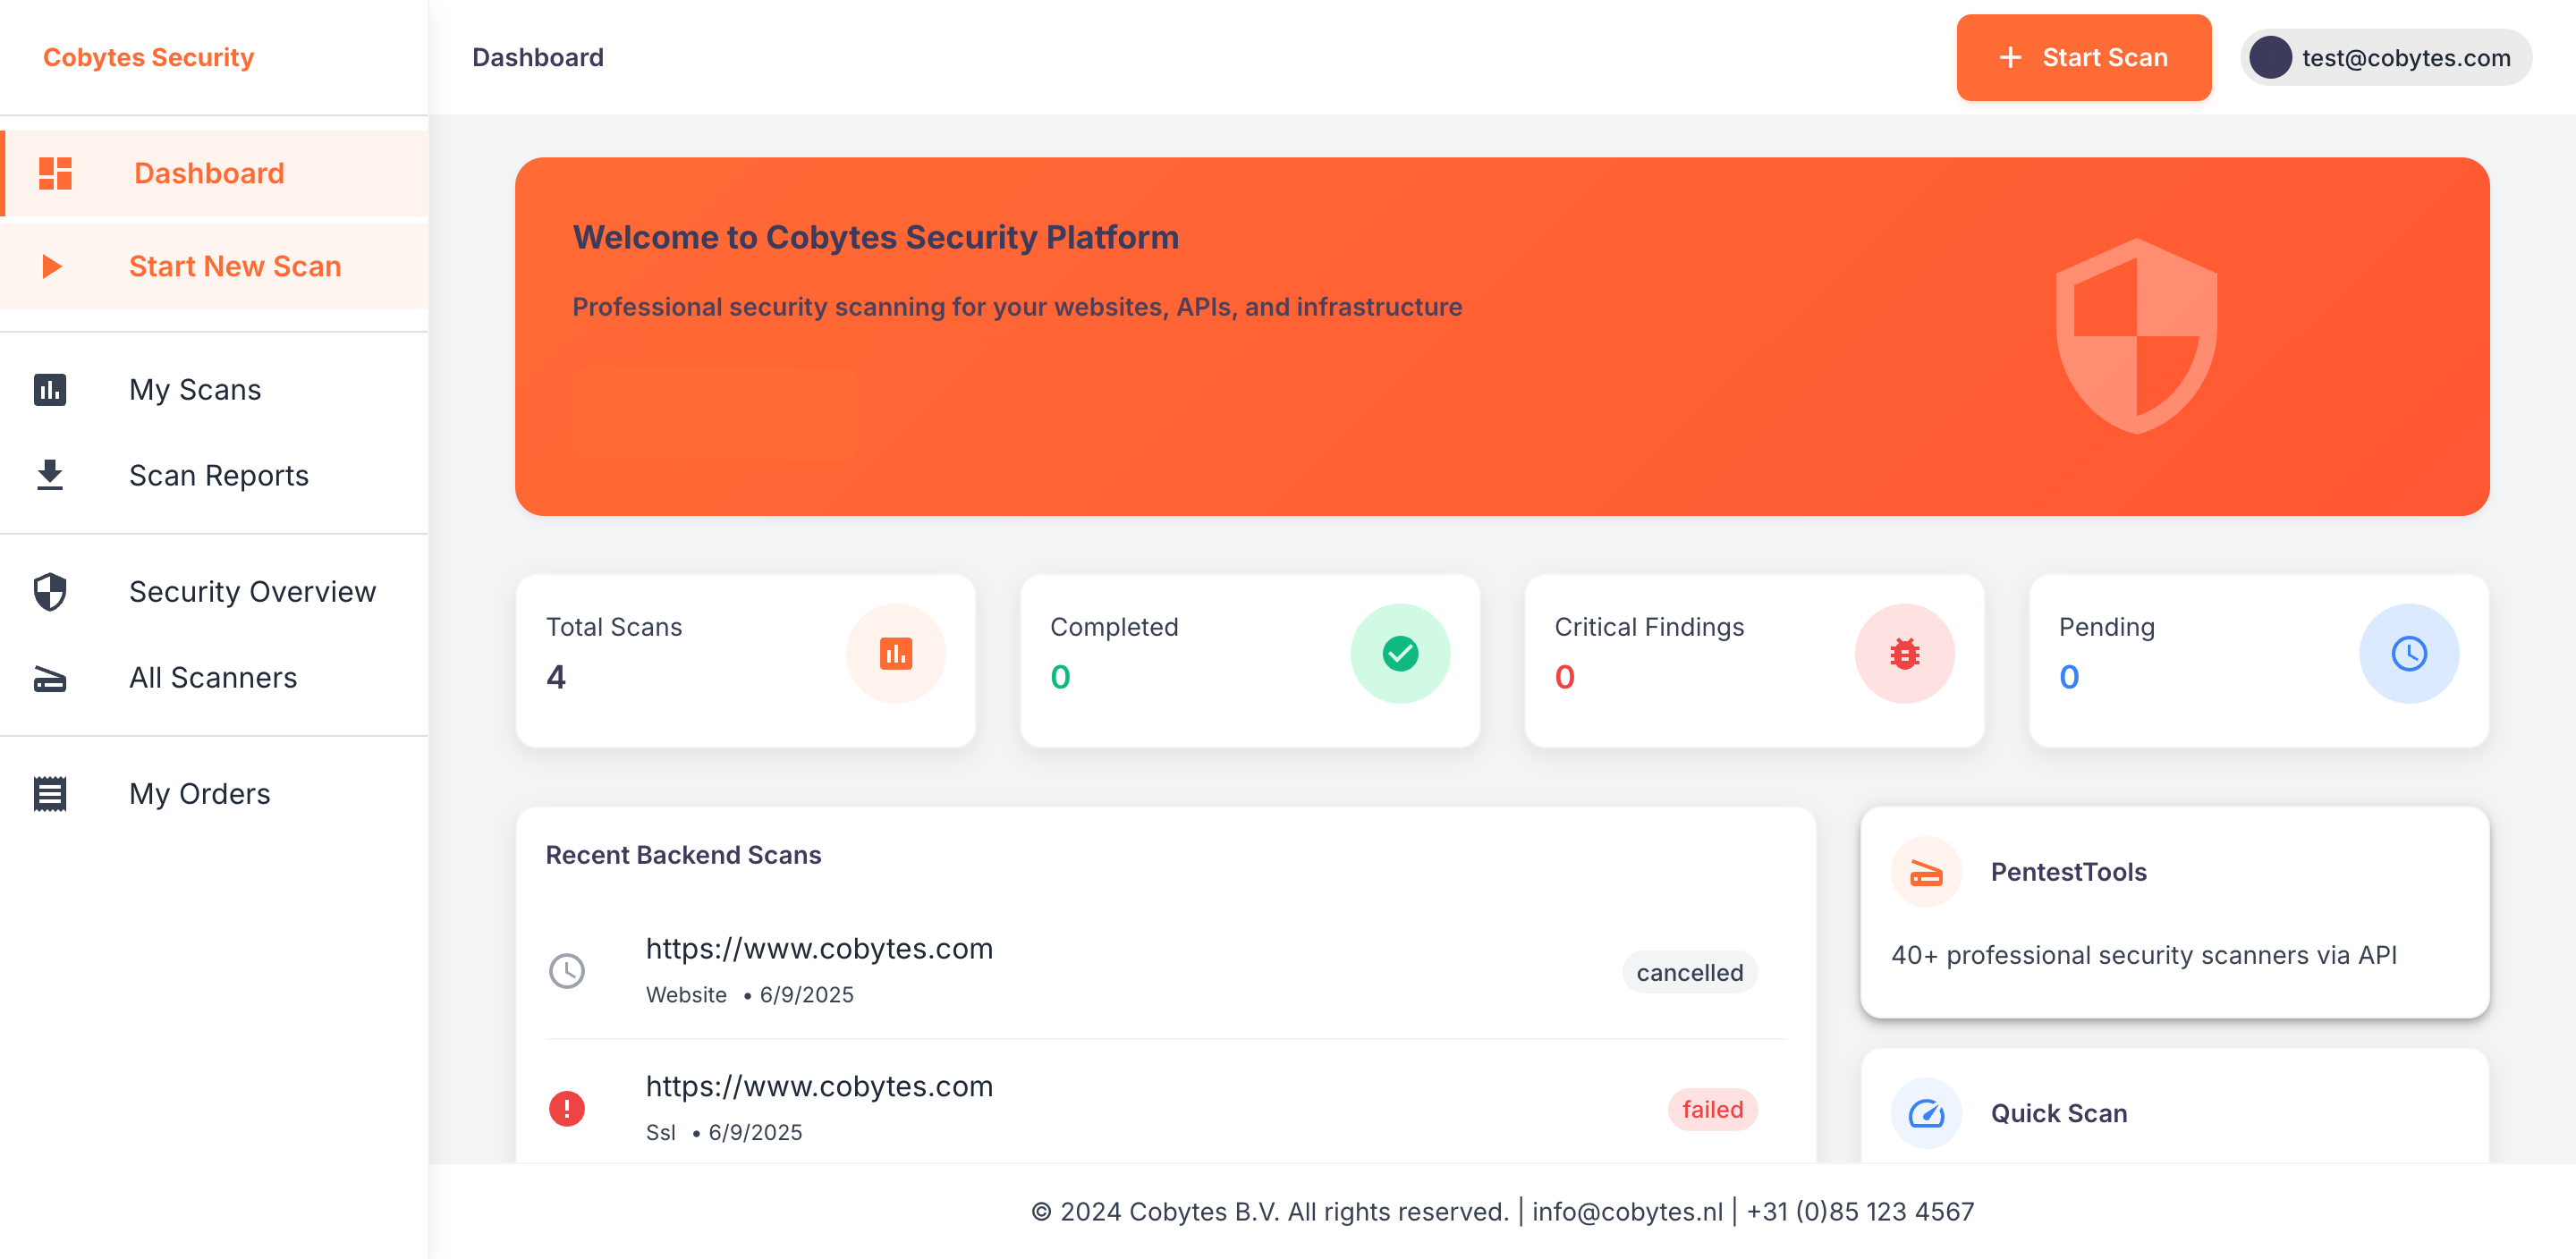 Cobytes Security
Dashboard
Start New Scan
My Scans
Scan Reports
Security Overview
All Scanners
My Orders
Dashboard
Start Scan
test@cobytes.com
Welcome to Cobytes Security Platform
Professional security scanning for your websites, APIs, and infrastructure
Total Scans
4
Completed
0
Critical Findings
0
Pending
0
Recent Backend Scans
https://www.cobytes.com
Website • 6/9/2025
cancelled
https://www.cobytes.com
Ssl • 6/9/2025
failed
PentestTools
40+ professional security scanners via API
Quick Scan
© 2024 Cobytes B.V. All rights reserved. | info@cobytes.nl | +31 (0)85 123 4567